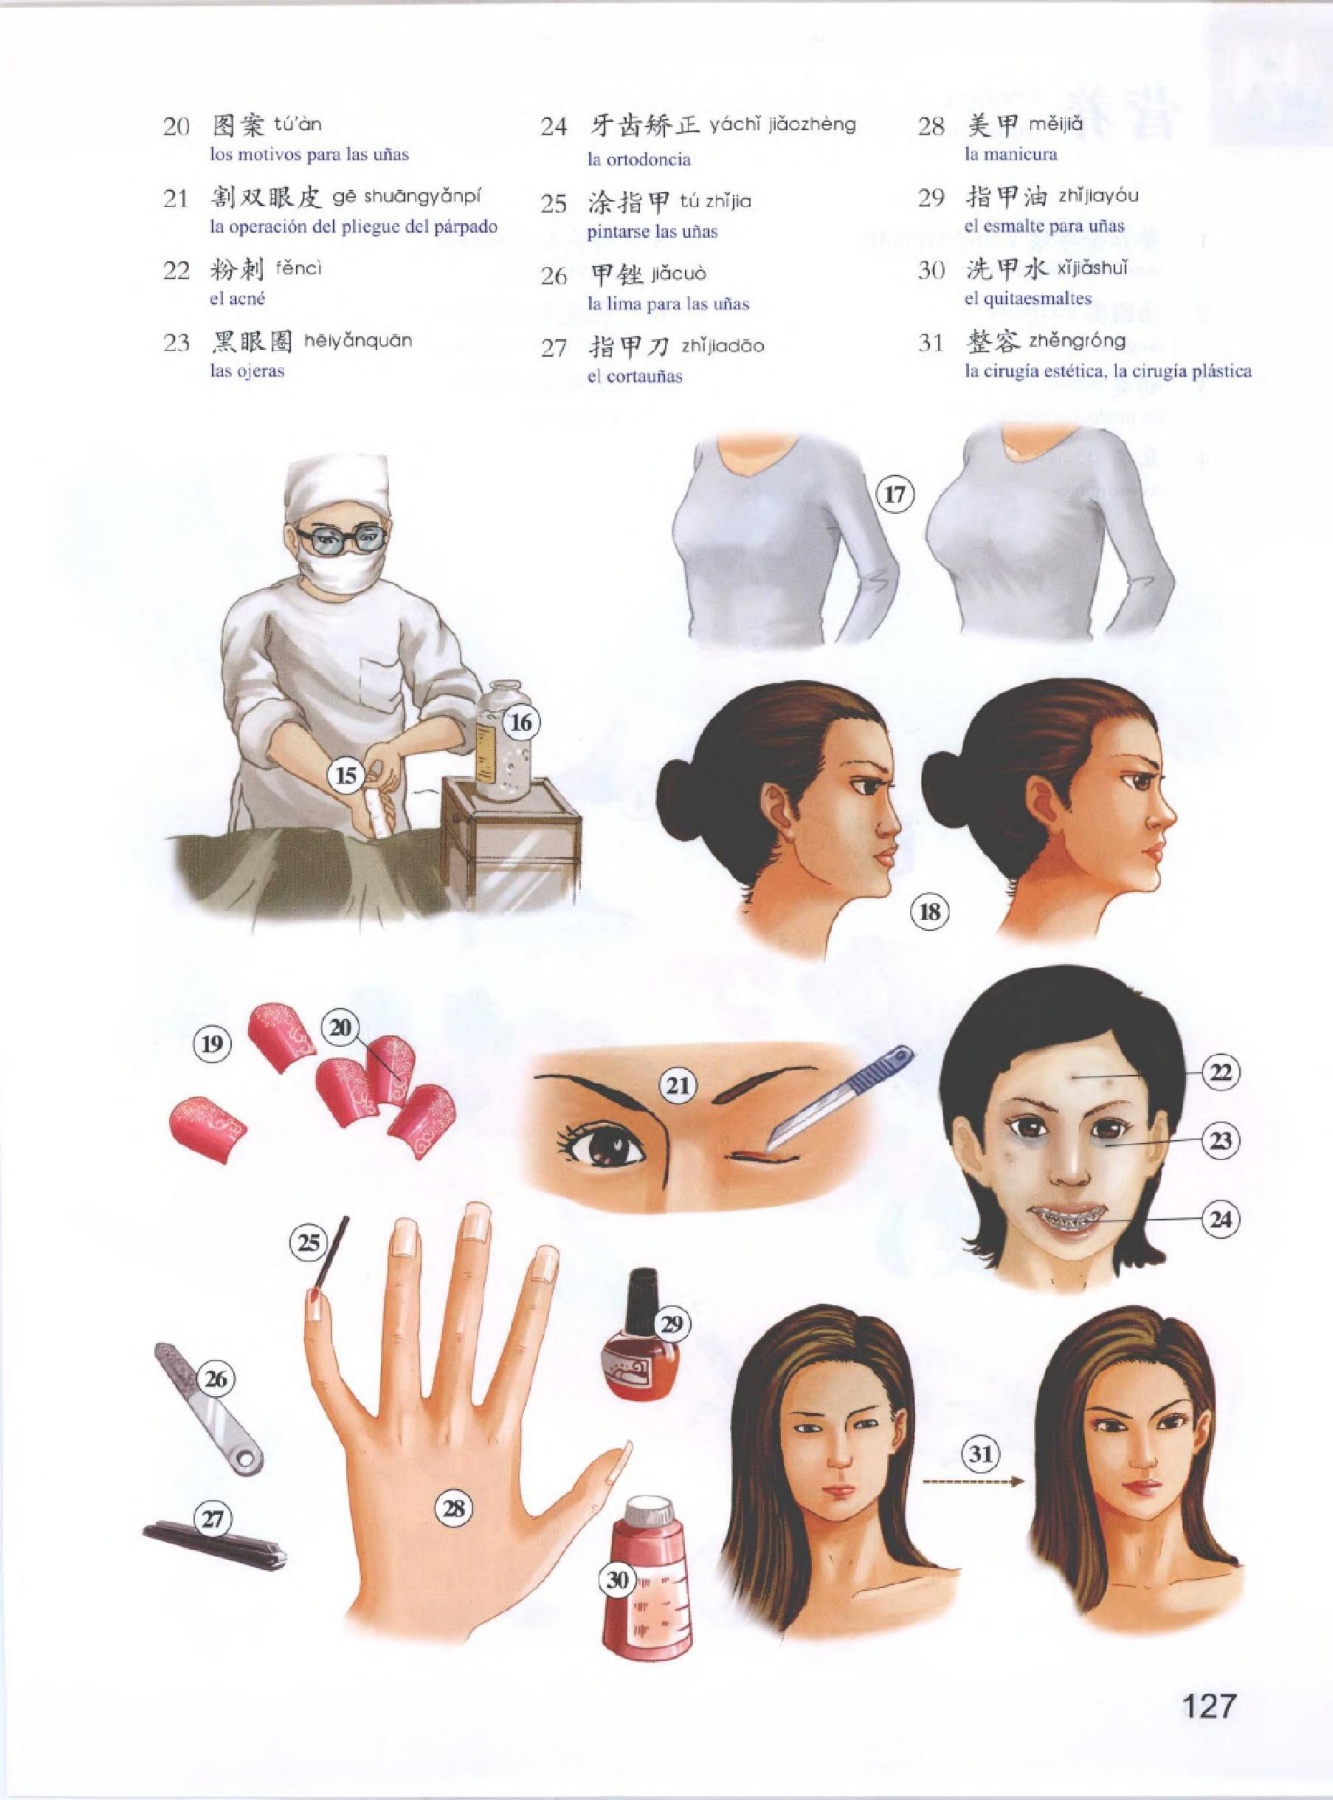 20 图案 tú'àn
los motivos para las uñas
21 割双眼皮 gē shuāngyǎnpí
la operación del pliegue del párpado
22 粉刺 fěncì
el acné
23 黑眼圈 hēiyǎnquān
las ojeras
24 牙齿矫正 yáchǐ jiǎozhèng
la ortodoncia
25 涂指甲 tú zhǐjia
pintarse las uñas
26 甲锉 jiǎcuò
la lima para las uñas
27 指甲刀 zhǐjiadāo
el cortauñas
28 美甲 měijiǎ
la manicura
29 指甲油 zhǐjiayóu
el esmalte para uñas
30 洗甲水 xǐjiǎshuǐ
el quitaesmaltes
31 整容 zhěngróng
la cirugía estética, la cirugía plástica
17
16
15
18
19
20
21
22
23
24
25
29
26
31
27
28
30
127